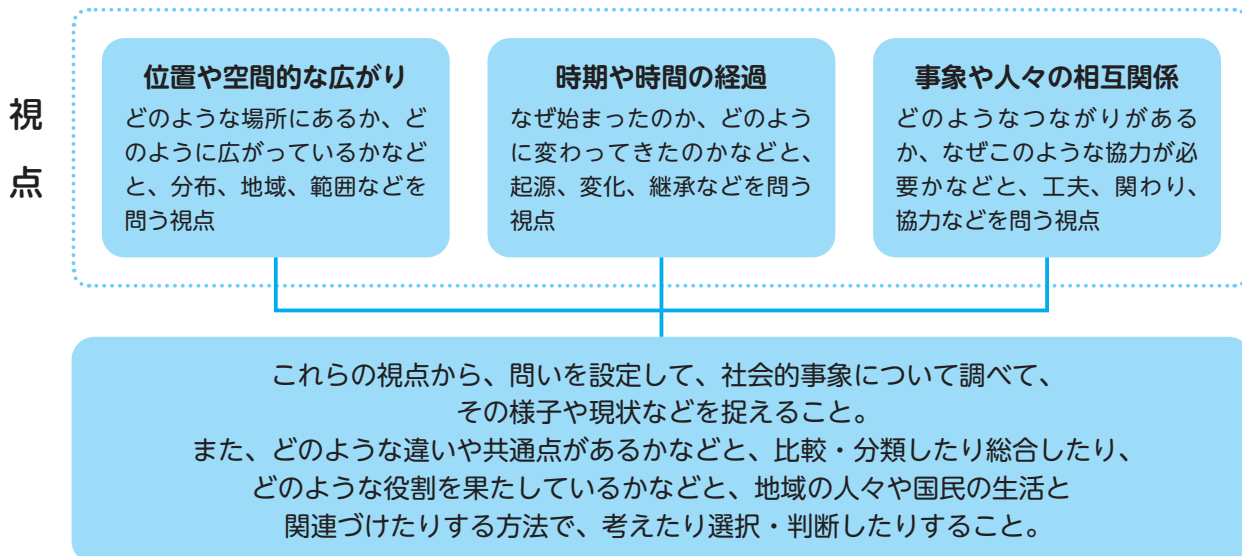 視
点
位置や空間的な広がり
どのような場所にあるか、ど
のように広がっているかなど
と、分布、地域、範囲などを
問う視点
時期や時間の経過
なぜ始まったのか、どのよう
に変わってきたのかなどと、
起源、変化、継承などを問う
視点
事象や人々の相互関係
どのようなつながりがある
か、なぜこのような協力が必
要かなどと、工夫、関わり、
協力などを問う視点
これらの視点から、問いを設定して、社会的事象について調べて、
その様子や現状などを捉えること。
また、どのような違いや共通点があるかなどと、比較・分類したり総合したり、
どのような役割を果たしているかなどと、地域の人々や国民の生活と
関連づけたりする方法で、考えたり選択・判断したりすること。